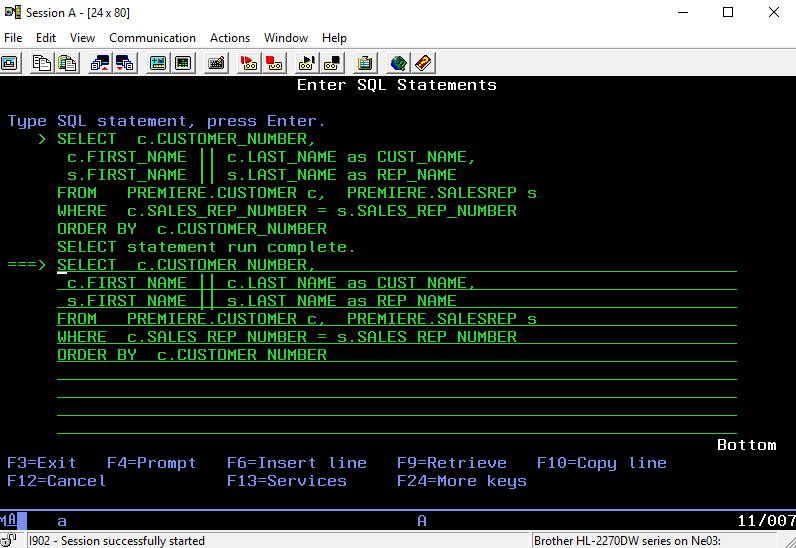 Session A - [24 x 80]
File Edit View Communication Actions Window Help
Enter SQL Statements
Type SQL statement, press Enter.
> SELECT c.CUSTOMER_NUMBER,
c.FIRST_NAME || c.LAST_NAME as CUST_NAME,
s.FIRST_NAME || s.LAST_NAME as REP_NAME
FROM PREMIERE.CUSTOMER c, PREMIERE.SALESREP s
WHERE c.SALES_REP_NUMBER = s.SALES_REP_NUMBER
ORDER BY c.CUSTOMER_NUMBER
SELECT statement run complete.
===> SELECT c.CUSTOMER_NUMBER,
c.FIRST_NAME || c.LAST_NAME as CUST_NAME,
s.FIRST_NAME || s.LAST_NAME as REP_NAME
FROM PREMIERE.CUSTOMER c, PREMIERE.SALESREP s
WHERE c.SALES_REP_NUMBER = s.SALES_REP_NUMBER
ORDER BY c.CUSTOMER_NUMBER
Bottom
F3=Exit F4=Prompt F6=Insert line F9=Retrieve F10=Copy line
F12=Cancel F13=Services F24=More keys
MA a A 11/007
I902 - Session successfully started Brother HL-2270DW series on Ne03: